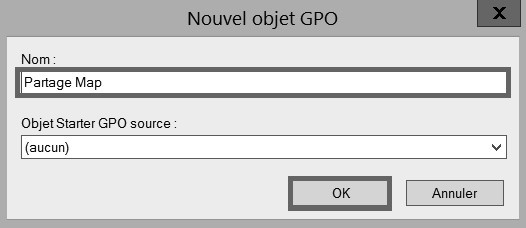 Nouvel objet GPO
X
Nom :
Partage Map
Objet Starter GPO source :
(aucun)
OK
Annuler